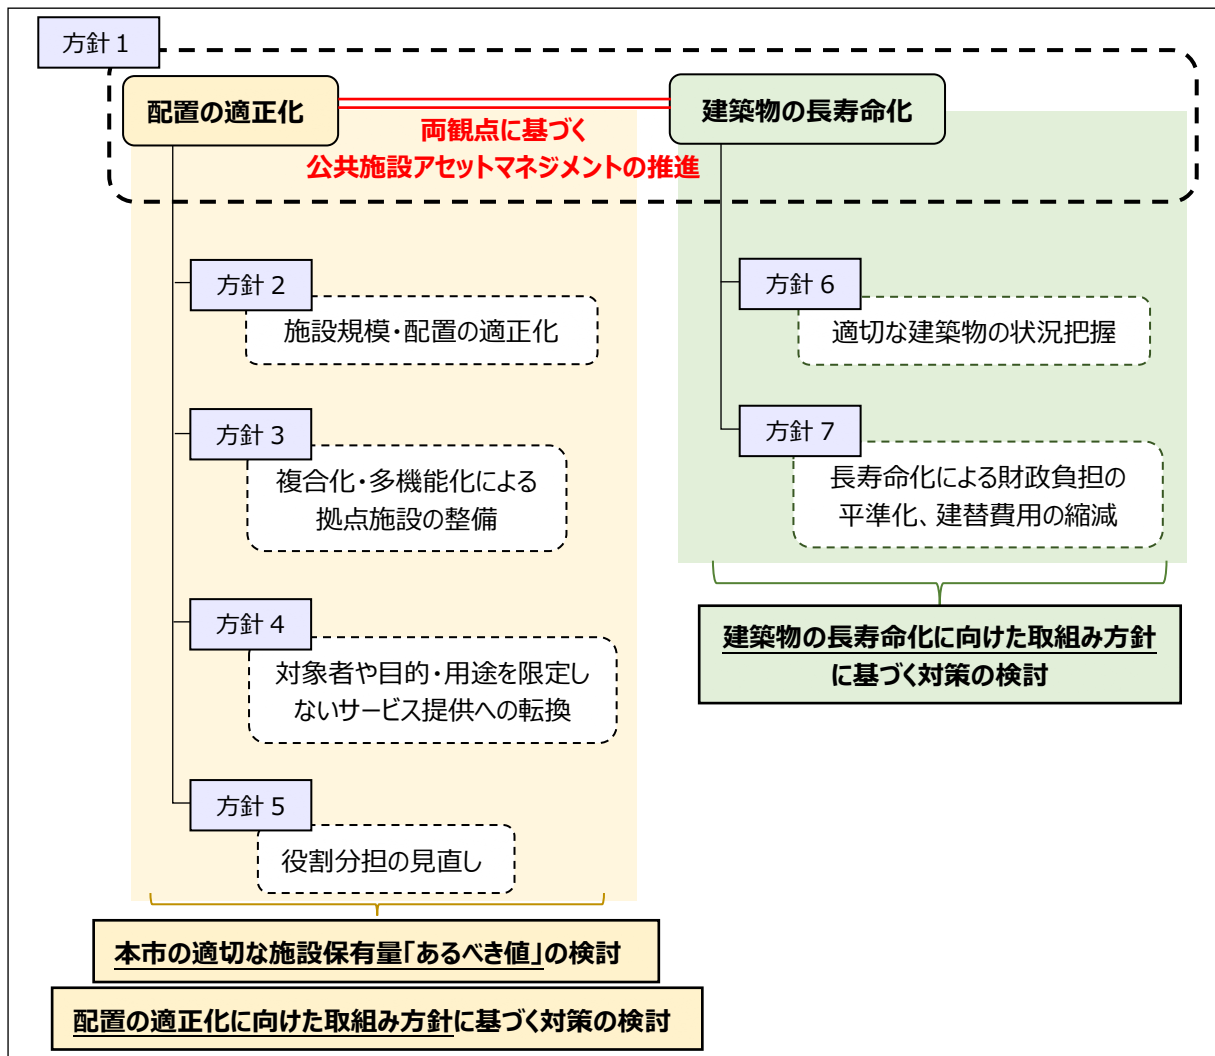 方針１
配置の適正化
建築物の長寿命化
両観点に基づく
公共施設アセットマネジメントの推進
方針２
施設規模・配置の適正化
方針３
複合化・多機能化による
拠点施設の整備
方針４
対象者や目的・用途を限定し
ないサービス提供への転換
方針５
役割分担の見直し
本市の適切な施設保有量「あるべき値」の検討
配置の適正化に向けた取組み方針に基づく対策の検討
方針６
適切な建築物の状況把握
方針７
長寿命化による財政負担の
平準化、建替費用の縮減
建築物の長寿命化に向けた取組み方針
に基づく対策の検討